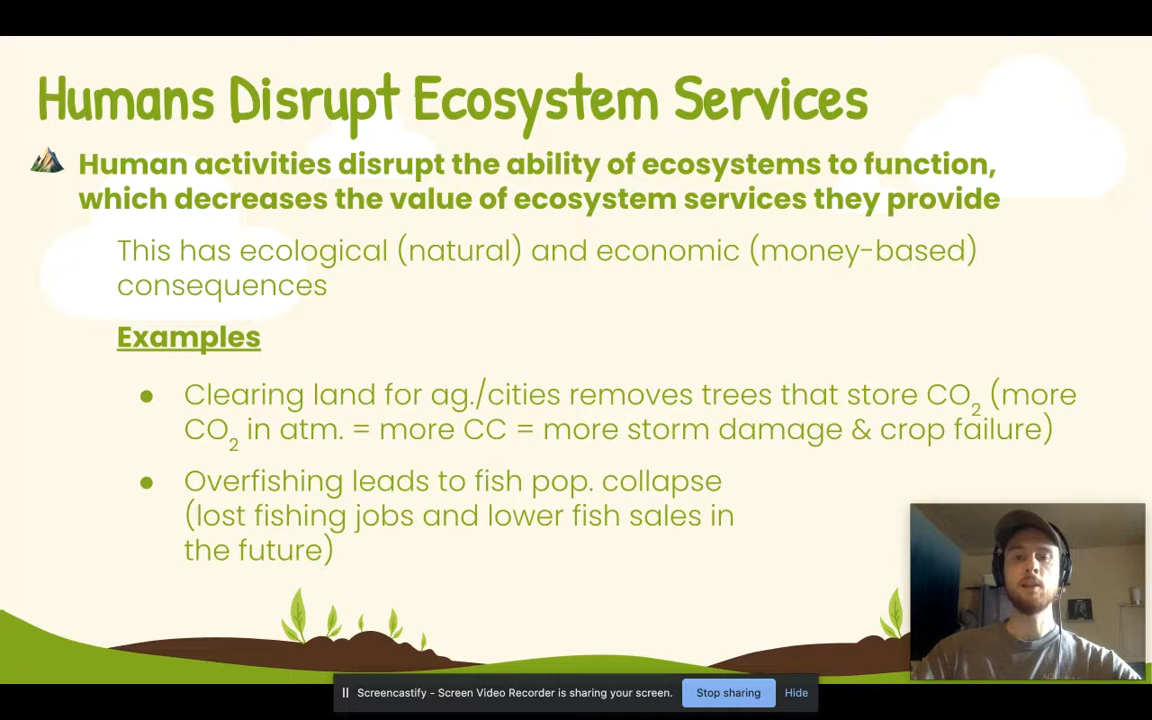 Humans Disrupt Ecosystem Services
Human activities disrupt the ability of ecosystems to function,
which decreases the value of ecosystem services they provide
This has ecological (natural) and economic (money-based)
consequences
Examples
● Clearing land for ag./cities removes trees that store CO₂ (more
CO₂ in atm. = more CC = more storm damage & crop failure)
● Overfishing leads to fish pop. collapse
(lost fishing jobs and lower fish sales in
the future)
Screencastify - Screen Video Recorder is sharing your screen. Stop sharing Hide